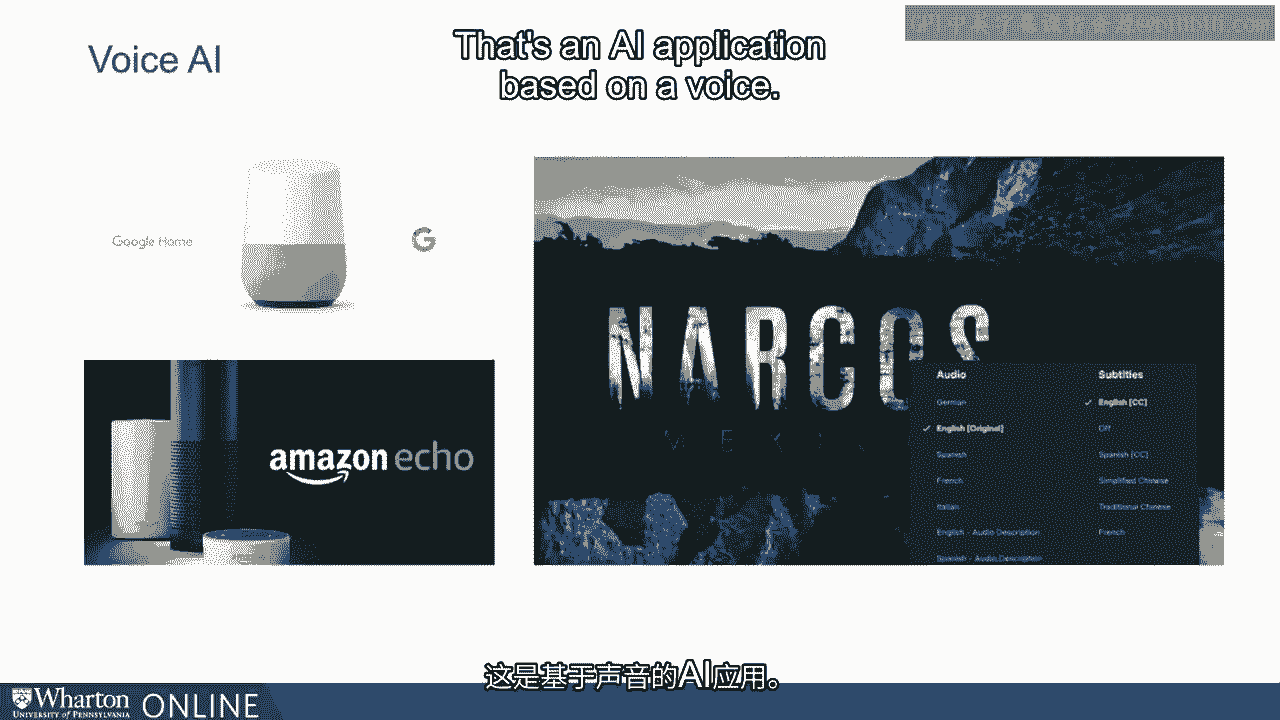 Voice AI
That's an AI application
based on a voice.
Google Home
G
amazon echo
NARCOS
MEXICO
Audio
Subtitles
German
✓ English [CC]
✓ English [Original]
Off
Spanish
Spanish [CC]
French
Simplified Chinese
Italian
Traditional Chinese
English - Audio Description
French
Spanish - Audio Description
这是基于声音的AI应用。
Wharton
UNIVERSITY of PENNSYLVANIA
ONLINE